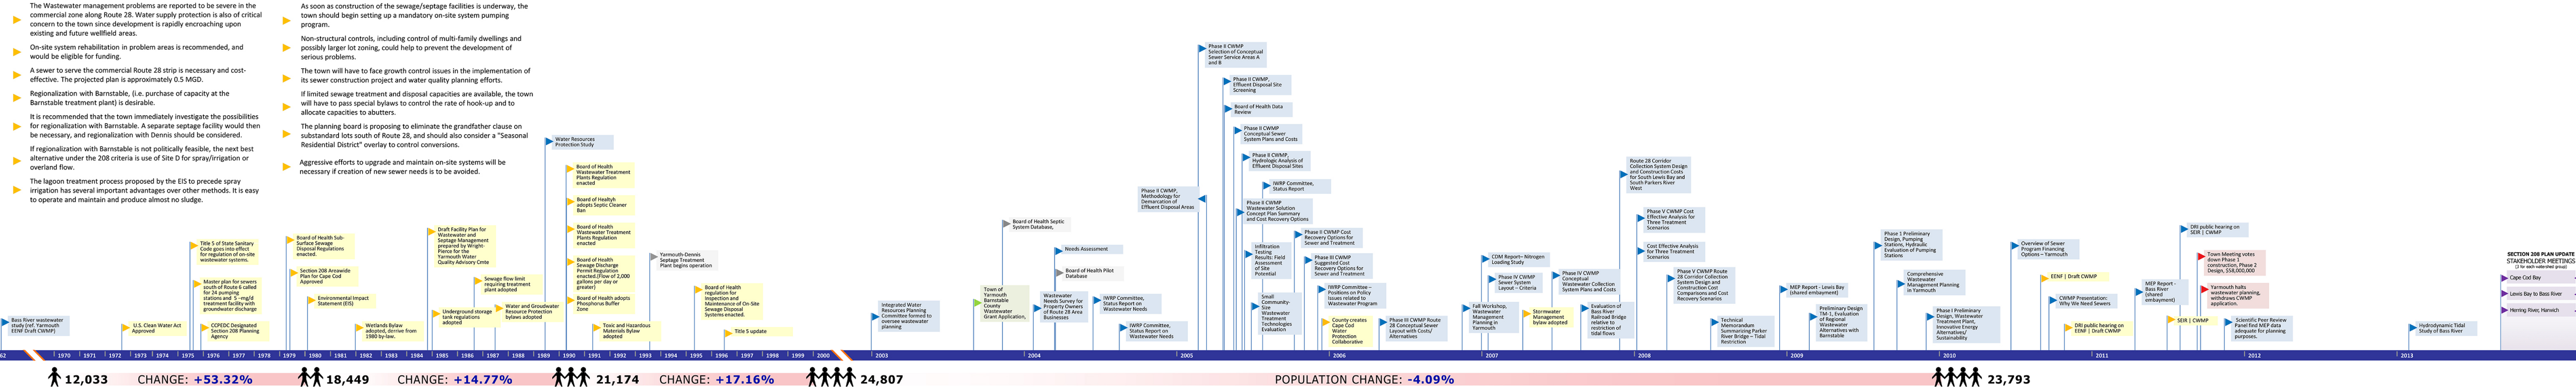 The Wastewater management problems are reported to be severe in the
commercial zone along Route 28. Water supply protection is also of critical
concern to the town since development is rapidly encroaching upon
existing and future wellfield areas.
On-site system rehabilitation in problem areas is recommended, and
would be eligible for funding.
A sewer to serve the commercial Route 28 strip is necessary and cost-
effective. The projected plan is approximately 0.5 MGD.
Regionalization with Barnstable, (i.e. purchase of capacity at the
Barnstable treatment plant) is desirable.
It is recommended that the town immediately investigate the possibilities
for regionalization with Barnstable. A separate septage facility would then
be necessary, and regionalization with Dennis should be considered.
If regionalization with Barnstable is not politically feasible, the next best
alternative under the 208 criteria is use of Site D for spray/irrigation or
overland flow.
The lagoon treatment process proposed by the EIS to precede spray
irrigation has several important advantages over other methods. It is easy
to operate and maintain and produce almost no sludge.
As soon as construction of the sewage/septage facilities is underway, the
town should begin setting up a mandatory on-site system pumping
program.
Non-structural controls, including control of multi-family dwellings and
possibly larger lot zoning, could help to prevent the development of
serious problems.
The town will have to face growth control issues in the implementation of
its sewer construction project and water quality planning efforts.
If limited sewage treatment and disposal capacities are available, the town
will have to pass special bylaws to control the rate of hook-up and to
allocate capacities to abutters.
The planning board is proposing to eliminate the grandfather clause on
substandard lots south of Route 28, and should also consider a "Seasonal
Residential District" overlay to control conversions.
Aggressive efforts to upgrade and maintain on-site systems will be
necessary if creation of new sewer needs is to be avoided.
Bass River wastewater
study (ref. Yarmouth
EENF Draft CWMP)
U.S. Clean Water Act
Approved
Title 5 of State Sanitary
Code goes into effect
for regulation of on-site
wastewater systems.
Master plan for sewers
south of Route 6 called
for 24 pumping
stations and 5 -mg/d
treatment facility with
groundwater discharge
CCPEDC Designated
Section 208 Planning
Agency
Board of Health Sub-
Surface Sewage
Disposal Regulations
enacted.
Section 208 Areawide
Plan for Cape Cod
Approved
Environmental Impact
Statement (EIS)
Wetlands Bylaw
adopted, derive from
1980 by-law.
Draft Facility Plan for
Wastewater and
Septage Management
prepared by Wright-
Pierce for the
Yarmouth Water
Quality Advisory Cmte
Sewage flow limit
requiring treatment
plant adopted
Underground storage
tank regulations
adopted
Water and Groundwater
Resource Protection
bylaws adopted
Water Resources
Protection Study
Board of Health
Wastewater Treatment
Plants Regulation
enacted
Board of Healtyh
adopts Septic Cleaner
Ban
Board of Health
Wastewater Treatment
Plants Regulation
enacted
Board of Health
Sewage Discharge
Permit Regulation
enacted.(Flow of 2,000
gallons per day or
greater)
Board of Health adopts
Phosphorus Buffer
Zone
Toxic and Hazardous
Materials Bylaw
adopted
Yarmouth-Dennis
Septage Treatment
Plant begins operation
Board of Health
regulation for
Inspection and
Maintenance of On-Site
Sewage Disposal
Systems enacted.
Title 5 update
Integrated Water
Resources Planning
Committee formed to
oversee wastewater
planning
Board of Health Septic
System Database,
Town of
Yarmouth
Barnstable
County
Wastewater
Grant Application,
Needs Assessment
Board of Health Pilot
Database
Wastewater
Needs Survey for
Property Owners
of Route 28 Area
Businesses
IWRP Committee,
Status Report on
Wastewater Needs
IWRP Committee,
Status Report on
Wastewater Needs
Phase II CWMP,
Methodology for
Demarcation of
Effluent Disposal Areas
Phase II CWMP
Selection of Conceptual
Sewer Service Areas A
and B
Phase II CWMP,
Effluent Disposal Site
Screening
Board of Health Data
Review
Phase II CWMP
Conceptual Sewer
System Plans and Costs
Phase II CWMP,
Hydrologic Analysis of
Effluent Disposal Sites
IWRP Committee,
Status Report
Phase II CWMP
Wastewater Solution
Concept Plan Summary
and Cost Recovery Options
Infiltration
Testing
Results: Field
Assessment
of Site
Potential
Small
Community-
Size
Wastewater
Treatment
Technologies
Evaluation
Phase II CWMP Cost
Recovery Options for
Sewer and Treatment
Phase III CWMP
Suggested Cost
Recovery Options for
Sewer and Treatment
IWRP Committee –
Positions on Policy
Issues related to
Wastewater Program
County creates
Cape Cod
Water
Protection
Collaborative
Phase III CWMP Route
28 Conceptual Sewer
Layout with Costs/
Alternatives
CDM Report– Nitrogen
Loading Study
Phase IV CWMP
Sewer System
Layout – Criteria
Fall Workshop,
Wastewater
Management
Planning in
Yarmouth
Stormwater
Management
bylaw adopted
Phase IV CWMP
Conceptual
Wastewater Collection
System Plans and Costs
Evaluation of
Bass River
Railroad Bridge
relative to
restriction of
tidal flows
Route 28 Corridor
Collection System Design
and Construction Costs
for South Lewis Bay and
South Parkers River
West
Phase V CWMP Cost
Effective Analysis for
Three Treatment
Scenarios
Cost Effective Analysis
for Three Treatment
Scenarios
Phase V CWMP Route
28 Corridor Collection
System Design and
Construction Cost
Comparisons and Cost
Recovery Scenarios
Technical
Memorandum
Summarizing Parker
River Bridge – Tidal
Restriction
MEP Report - Lewis Bay
(shared embayment)
Preliminary Design
TM-1, Evaluation
of Regional
Wastewater
Alternatives with
Barnstable
Phase 1 Preliminary
Design, Pumping
Stations, Hydraulic
Evaluation of Pumping
Stations
Comprehensive
Wastewater
Management Planning
in Yarmouth
Phase I Preliminary
Design, Wastewater
Treatment Plant,
Innovative Energy
Alternatives/
Sustainability
Overview of Sewer
Program Financing
Options – Yarmouth
EENF | Draft CWMP
CWMP Presentation:
Why We Need Sewers
DRI public hearing on
EENF | Draft CWMP
MEP Report -
Bass River
(shared
embayment)
SEIR | CWMP
DRI public hearing on
SEIR | CWMP
Town Meeting votes
down Phase 1
construction, Phase 2
Design, $58,000,000
Yarmouth halts
wastewater planning,
withdraws CWMP
application.
Scientific Peer Review
Panel find MEP data
adequate for planning
purposes.
Hydrodynamic Tidal
Study of Bass River
SECTION 208 PLAN UPDATE
STAKEHOLDER MEETINGS
(3 for each watershed group)
Cape Cod Bay
Lewis Bay to Bass River
Herring River, Harwich
62 1970 1971 1972 1973 1974 1975 1976 1977 1978 1979 1980 1981 1982 1983 1984 1985 1986 1987 1988 1989 1990 1991 1992 1993 1994 1995 1996 1997 1998 1999 2000 2003 2004 2005 2006 2007 2008 2009 2010 2011 2012 2013
12,033 CHANGE: +53.32% 18,449 CHANGE: +14.77% 21,174 CHANGE: +17.16% 24,807 POPULATION CHANGE: -4.09% 23,793